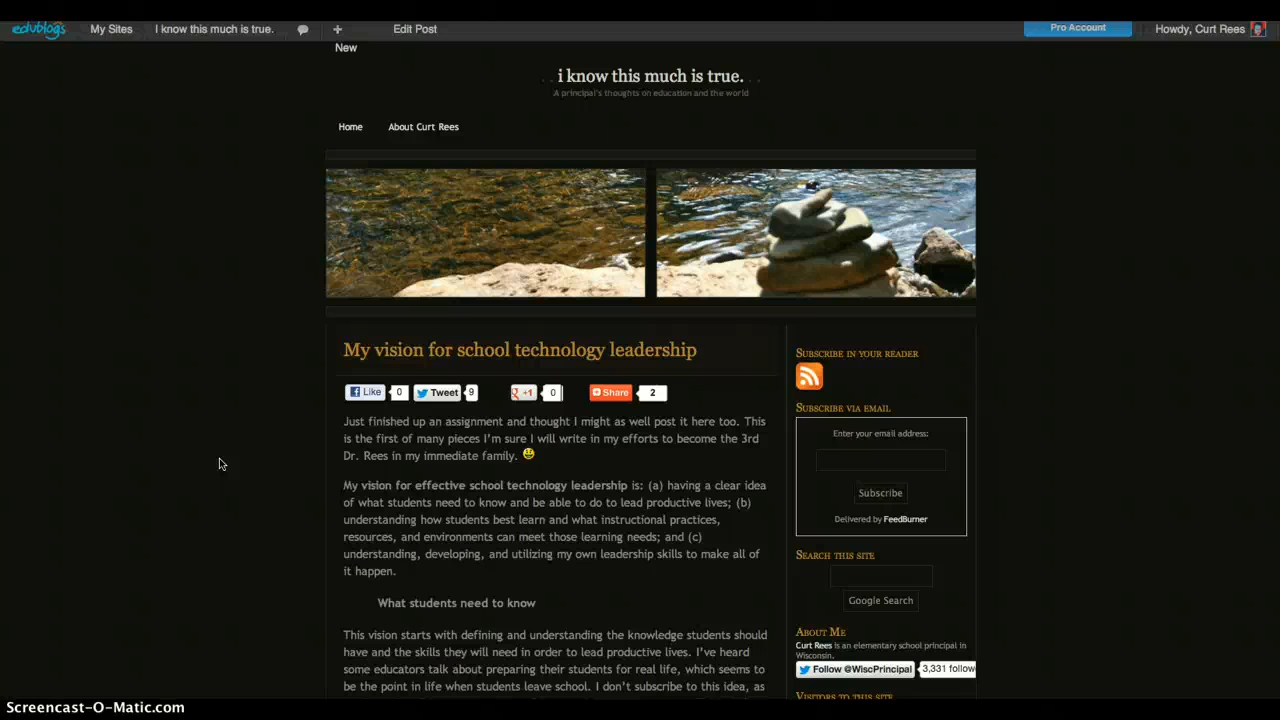 edublogs My Sites I know this much is true. + Edit Post Pro Account Howdy, Curt Rees
New
i know this much is true.
A principal's thoughts on education and the world
Home About Curt Rees
My vision for school technology leadership
Like 0 Tweet 9 +1 0 Share 2
Just finished up an assignment and thought I might as well post it here too. This
is the first of many pieces I'm sure I will write in my efforts to become the 3rd
Dr. Rees in my immediate family.
My vision for effective school technology leadership is: (a) having a clear idea
of what students need to know and be able to do to lead productive lives; (b)
understanding how students best learn and what instructional practices,
resources, and environments can meet those learning needs; and (c)
understanding, developing, and utilizing my own leadership skills to make all of
it happen.
What students need to know
This vision starts with defining and understanding the knowledge students should
have and the skills they will need in order to lead productive lives. I've heard
some educators talk about preparing their students for real life, which seems to
be the point in life when students leave school. I don't subscribe to this idea, as
Subscribe in your reader
Subscribe via email
Enter your email address:
Subscribe
Delivered by FeedBurner
Search this site
Google Search
About Me
Curt Rees is an elementary school principal in
Wisconsin.
Follow @WiscPrincipal 3,331 follow
Visitors to this site
Screencast-O-Matic.com